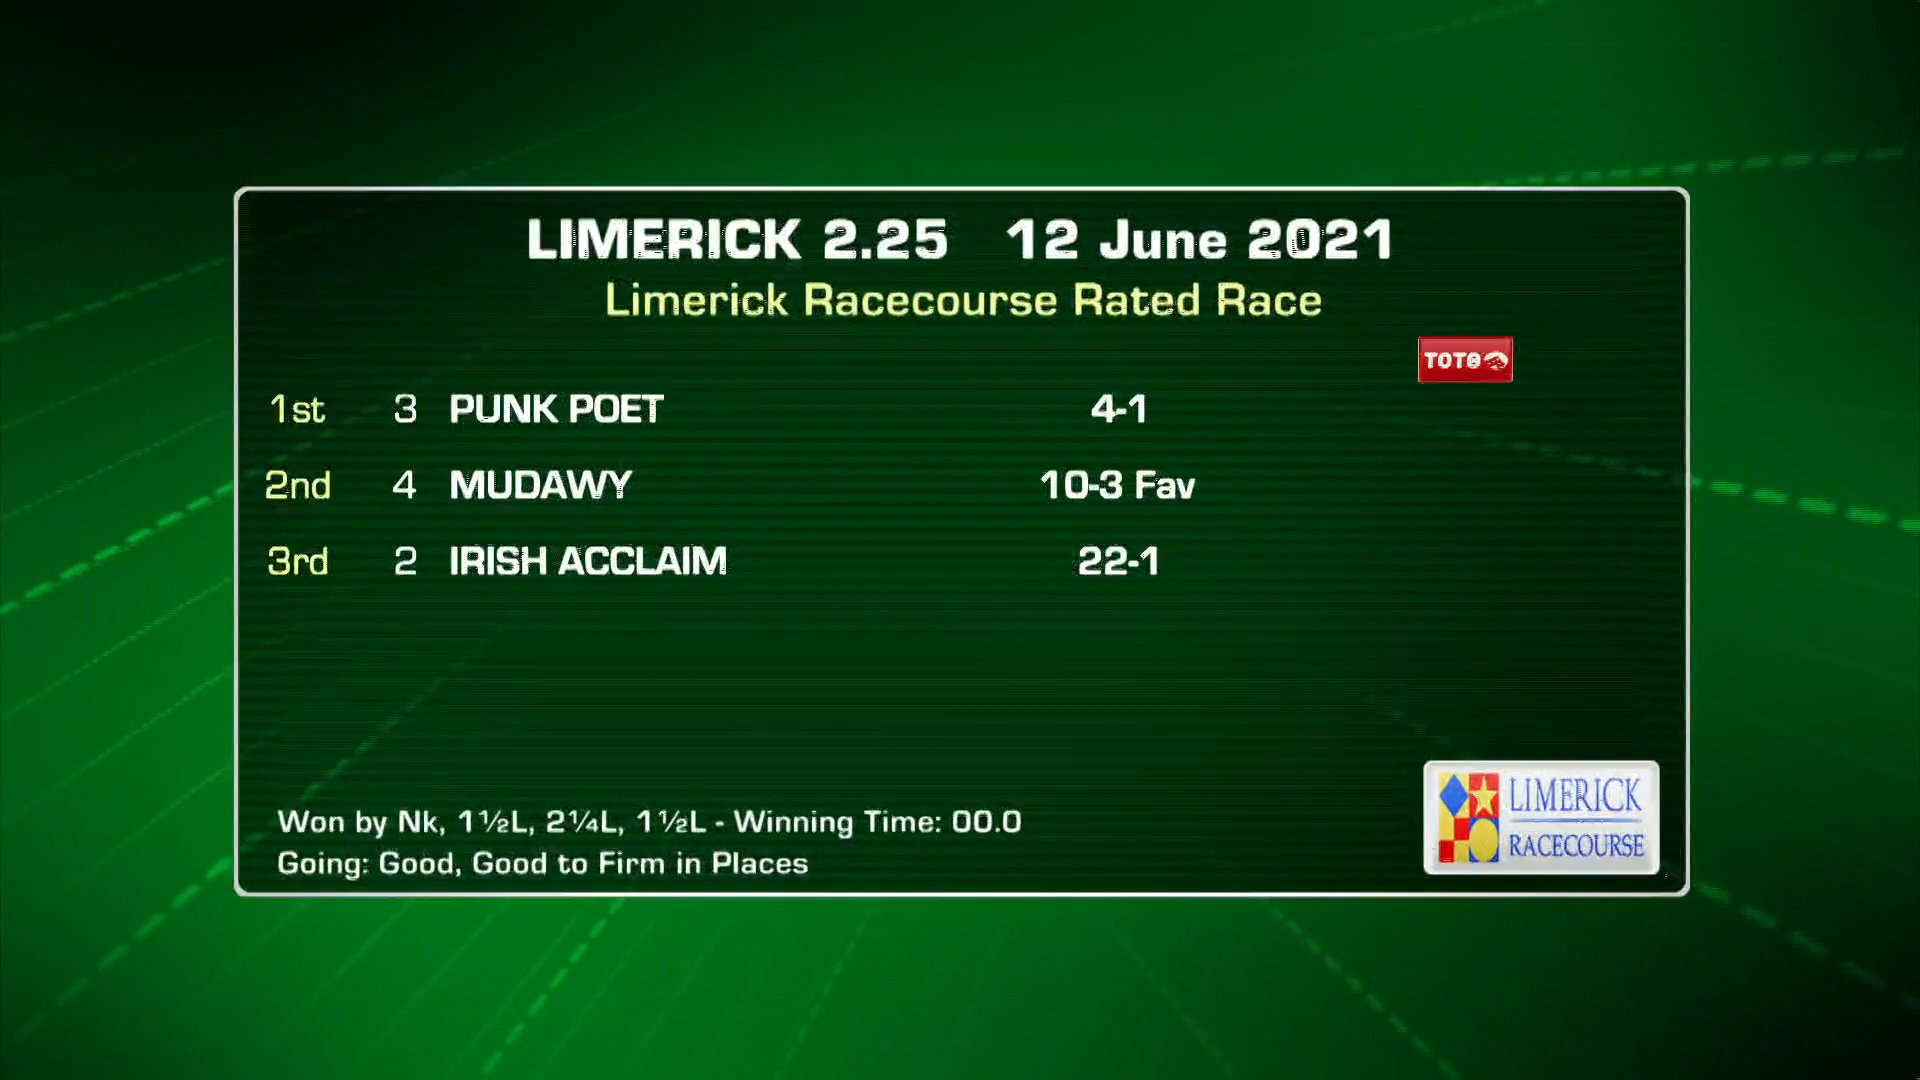 LIMERICK 2.25 12 June 2021
Limerick Racecourse Rated Race
TOTE
1st 3 PUNK POET 4-1
2nd 4 MUDAWY 10-3 Fav
3rd 2 IRISH ACCLAIM 22-1
Won by Nk, 1½L, 2¼L, 1½L - Winning Time: 00.0
Going: Good, Good to Firm in Places
LIMERICK
RACECOURSE